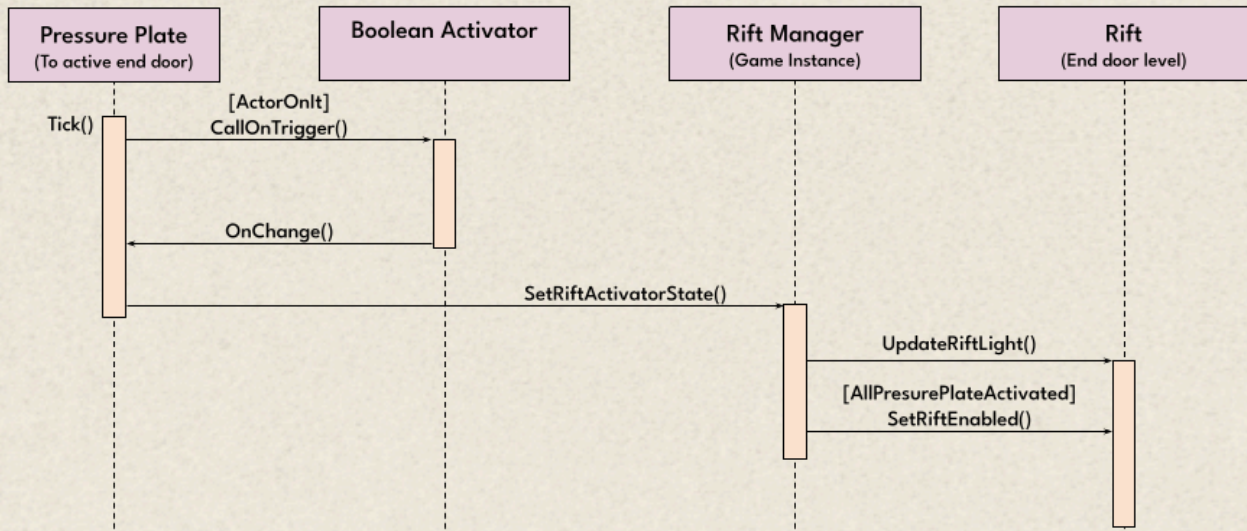 Pressure Plate
(To active end door)
Boolean Activator
Rift Manager
(Game Instance)
Rift
(End door level)
Tick()
[ActorOnIt]
CallOnTrigger()
OnChange()
SetRiftActivatorState()
UpdateRiftLight()
[AllPresurePlateActivated]
SetRiftEnabled()